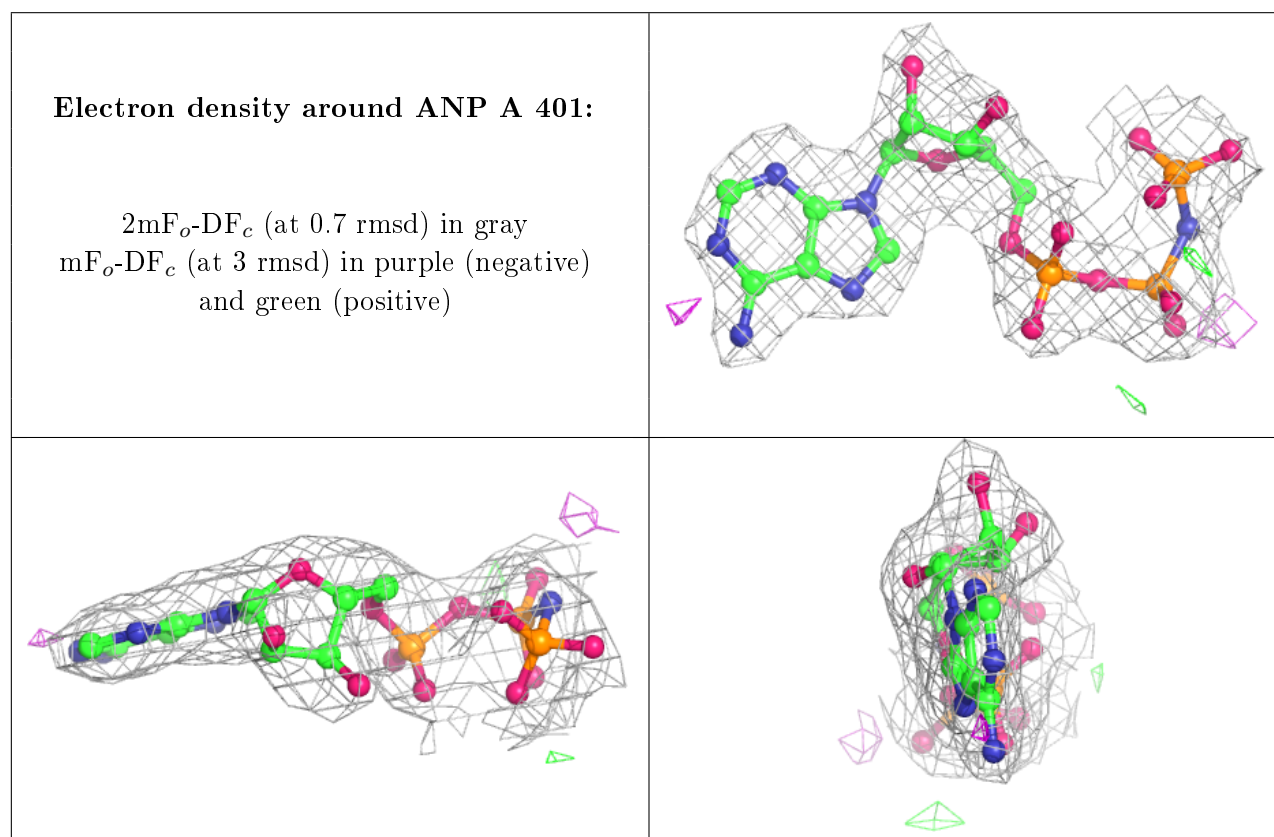 Electron density around ANP A 401:
2mFo-DFc (at 0.7 rmsd) in gray
mFo-DFc (at 3 rmsd) in purple (negative)
and green (positive)